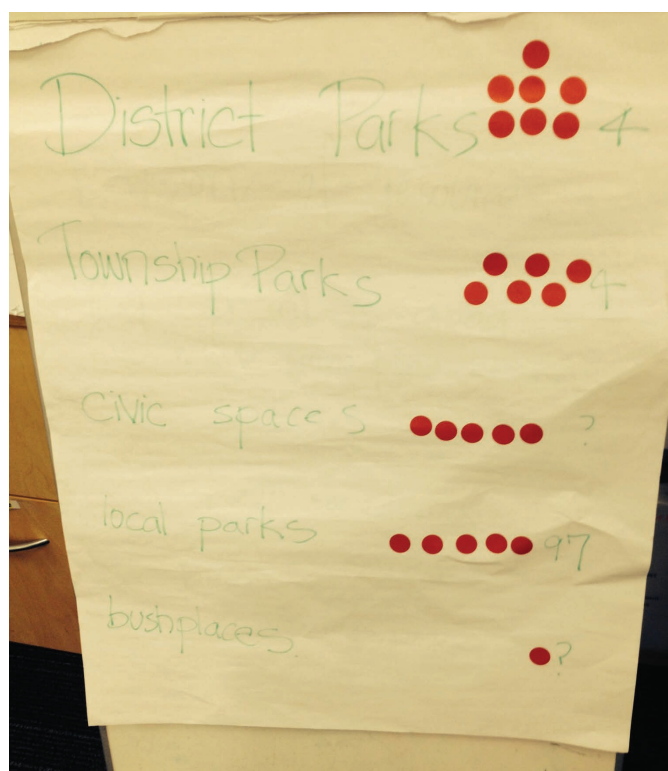 District Parks 4
Township Parks 4
civic spaces ?
local parks 97
bushplaces. ?